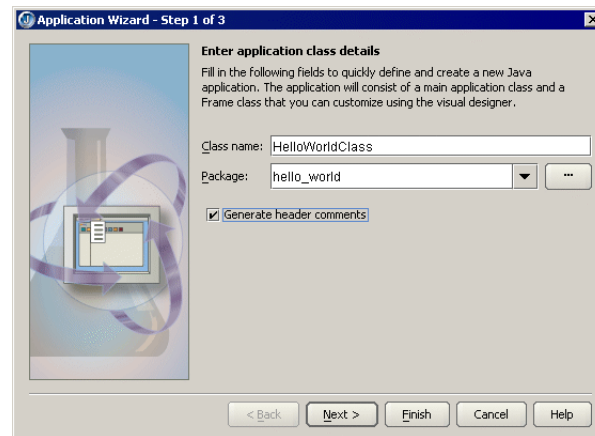 Application Wizard - Step 1 of 3
Enter application class details
Fill in the following fields to quickly define and create a new Java
application. The application will consist of a main application class and a
Frame class that you can customize using the visual designer.
Class name: HelloWorldClass
Package: hello_world ...
Generate header comments
< Back Next > Finish Cancel Help